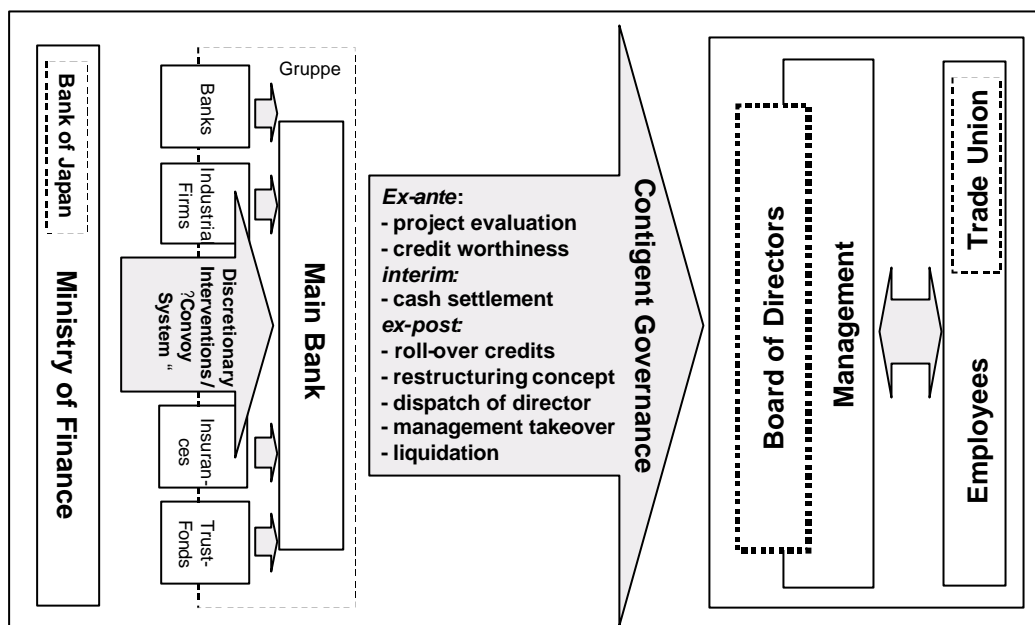 Ministry of Finance
Bank of Japan
Gruppe
Banks
Industrial
Firms
Insuran-
ces
Trust-
Fonds
Discretionary
Interventions /
?Convoy
System “
Main Bank
Ex-ante:
- project evaluation
- credit worthiness
interim:
- cash settlement
ex-post:
- roll-over credits
- restructuring concept
- dispatch of director
- management takeover
- liquidation
Contigent Governance
Board of Directors
Management
Trade Union
Employees